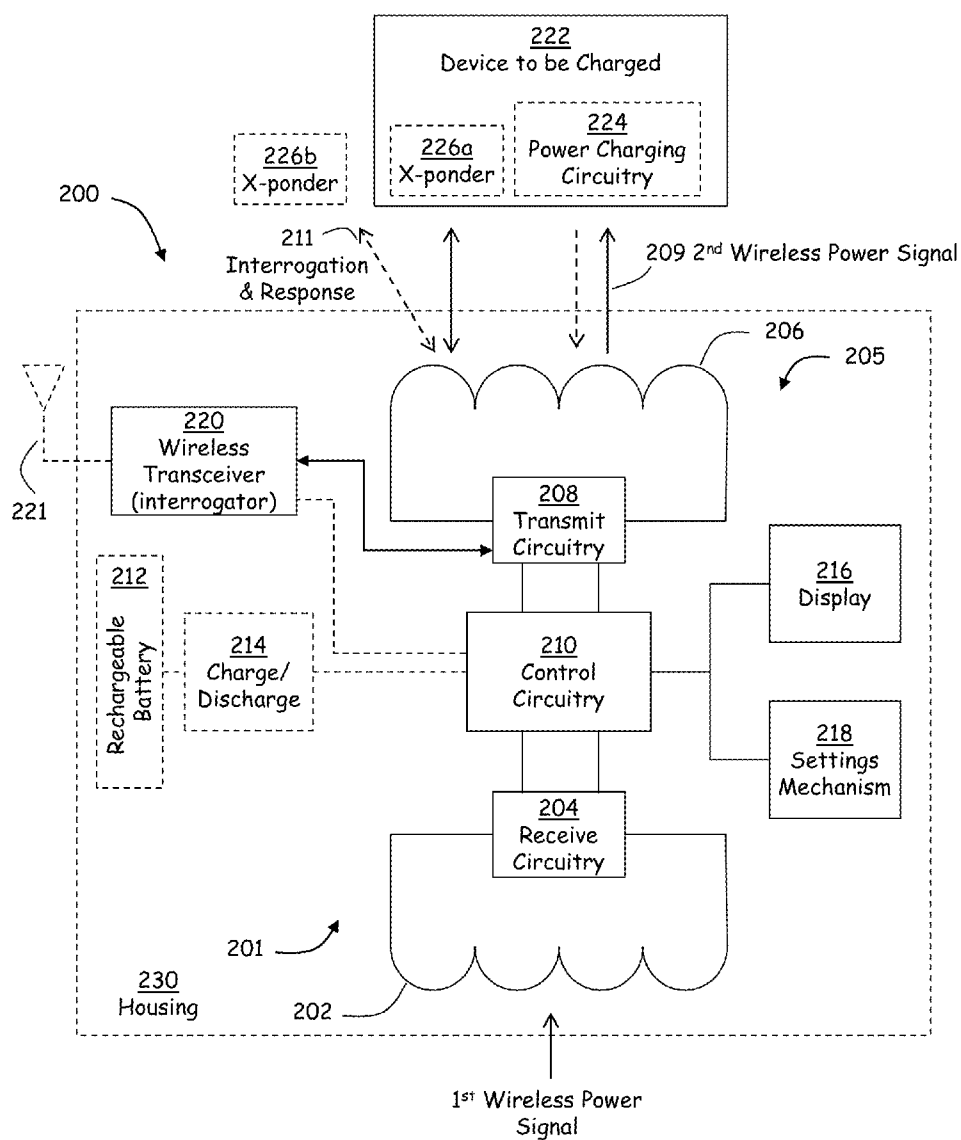 222
Device to be Charged
226b
X-ponder
226a
X-ponder
224
Power Charging
Circuitry
200
211
Interrogation
& Response
209 2nd Wireless Power Signal
206
205
220
Wireless
Transceiver
(interrogator)
221
208
Transmit
Circuitry
212
Rechargeable
Battery
214
Charge/
Discharge
210
Control
Circuitry
216
Display
218
Settings
Mechanism
204
Receive
Circuitry
201
202
230
Housing
1st Wireless Power
Signal